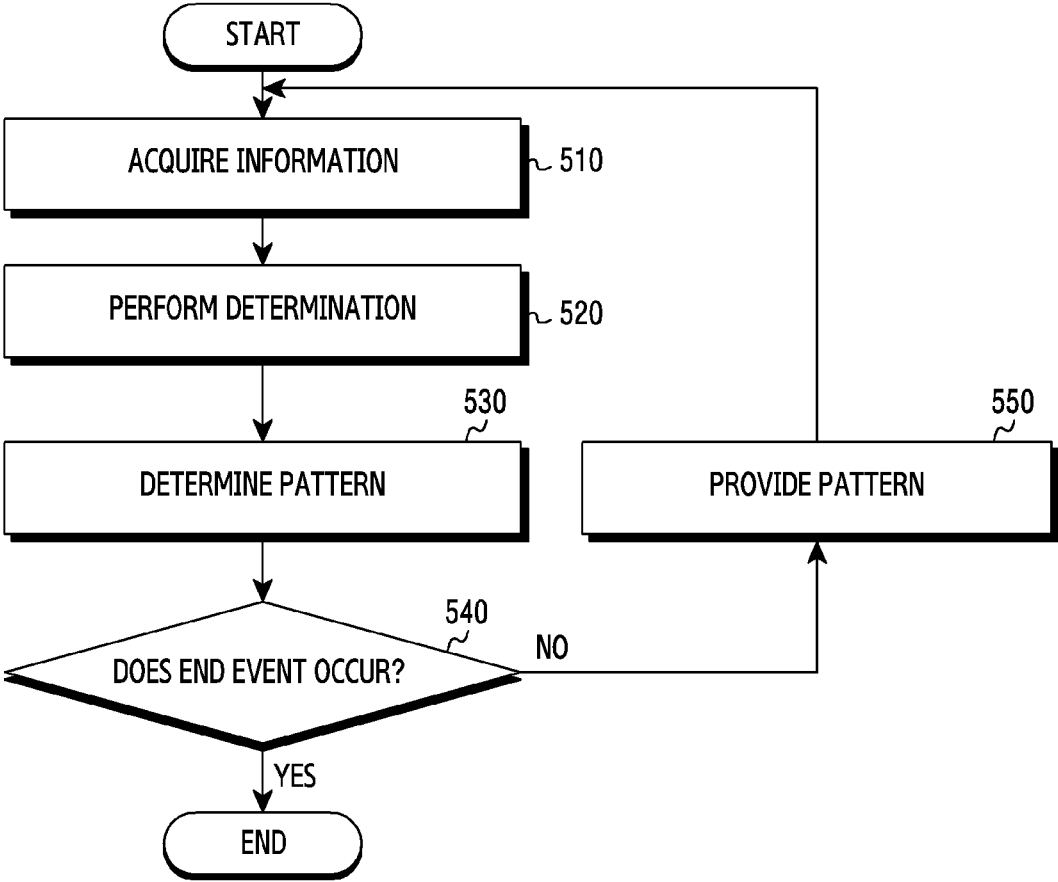 START
ACQUIRE INFORMATION
510
PERFORM DETERMINATION
520
530
DETERMINE PATTERN
550
PROVIDE PATTERN
540
DOES END EVENT OCCUR?
NO
YES
END